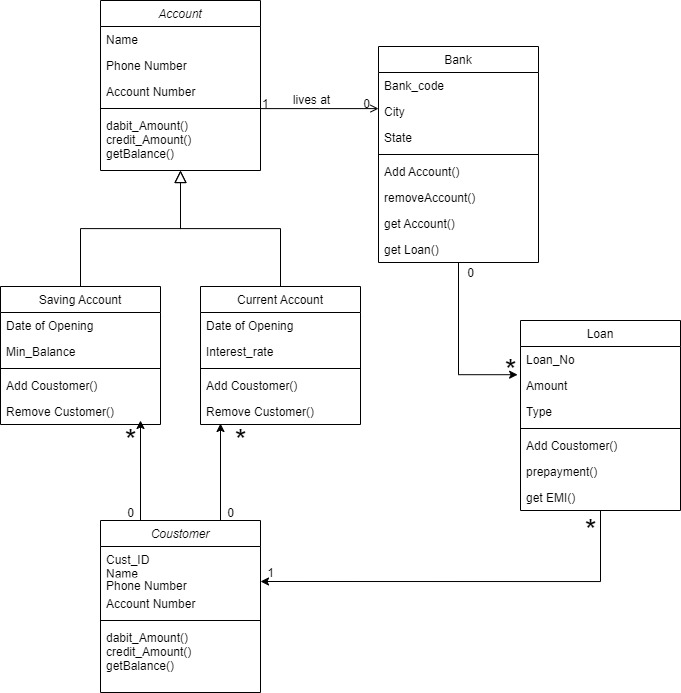 Account
Name
Phone Number
Account Number
dabit_Amount()
credit_Amount()
getBalance()
1
lives at
0
Bank
Bank_code
City
State
Add Account()
removeAccount()
get Account()
get Loan()
0
*
Saving Account
Date of Opening
Min_Balance
Add Coustomer()
Remove Customer()
*
0
Current Account
Date of Opening
Interest_rate
Add Coustomer()
Remove Customer()
*
0
Loan
Loan_No
Amount
Type
Add Coustomer()
prepayment()
get EMI()
*
1
Coustomer
Cust_ID
Name
Phone Number
Account Number
dabit_Amount()
credit_Amount()
getBalance()